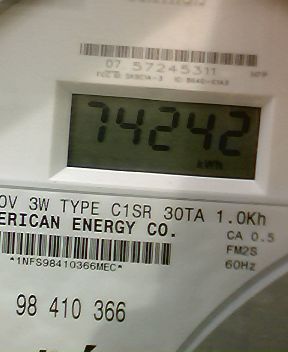 07 57245311
74242
kWh
0V 3W TYPE C1SR 30TA 1.0Kh
ERICAN ENERGY CO.
CA 0.5
FM2S
*1NFS98410366MEC*
60Hz
98 410 366